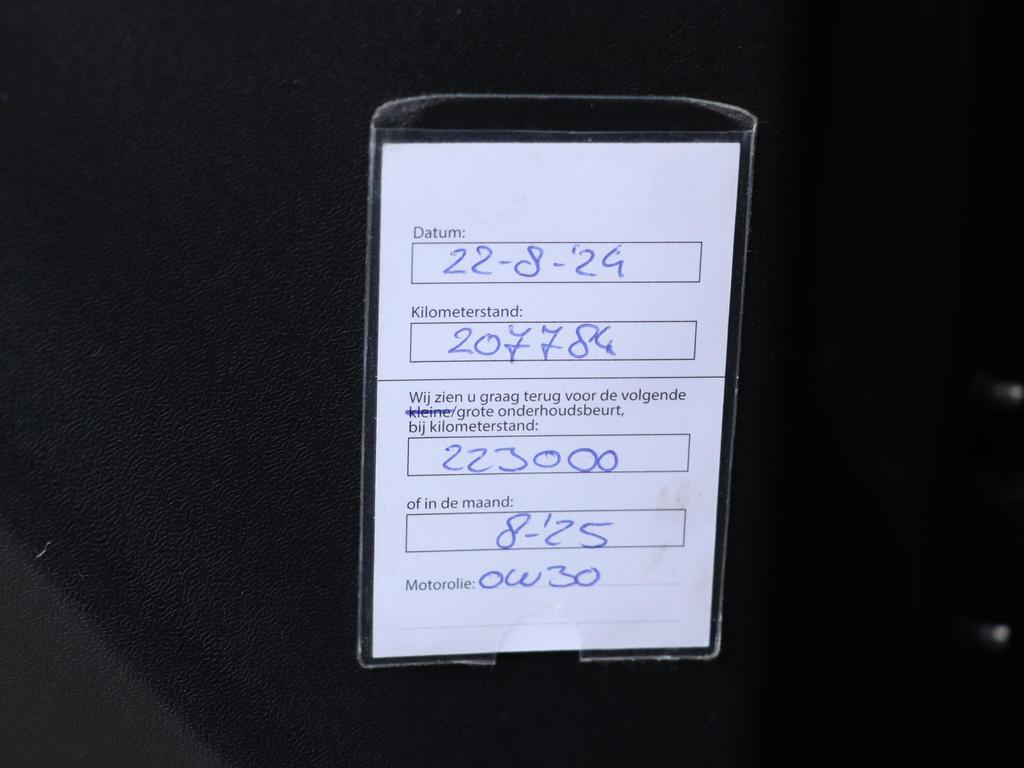 Datum:
22-8-'24
Kilometerstand:
207784
Wij zien u graag terug voor de volgende
kleine/grote onderhoudsbeurt,
bij kilometerstand:
223000
of in de maand:
8-'25
Motorolie: 0W30